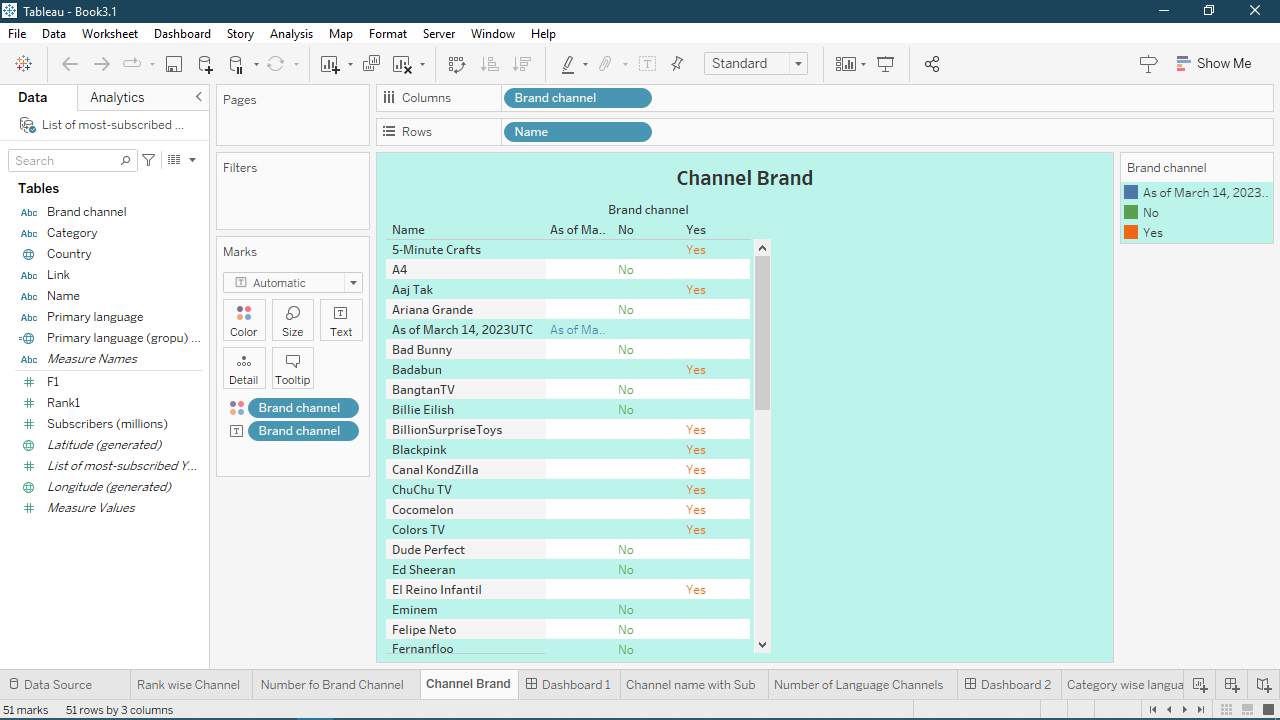 Tableau - Book3.1
File Data Worksheet Dashboard Story Analysis Map Format Server Window Help
Standard
Show Me
Data Analytics
List of most-subscribed ...
Search
Tables
Abc Brand channel
Abc Category
Country
Abc Link
Abc Name
Abc Primary language
Primary language (gropu) ...
Abc Measure Names
F1
Rank1
Subscribers (millions)
Latitude (generated)
List of most-subscribed Y...
Longitude (generated)
Measure Values
Pages
Filters
Marks
Automatic
Color Size Text
Detail Tooltip
Brand channel
Brand channel
Columns Brand channel
Rows Name
Channel Brand
Brand channel
Name As of Ma.. No Yes
5-Minute Crafts Yes
A4 No
Aaj Tak Yes
Ariana Grande No
As of March 14, 2023UTC As of Ma..
Bad Bunny No
Badabun Yes
BangtanTV No
Billie Eilish No
BillionSurpriseToys Yes
Blackpink Yes
Canal KondZilla Yes
ChuChu TV Yes
Cocomelon Yes
Colors TV Yes
Dude Perfect No
Ed Sheeran No
El Reino Infantil Yes
Eminem No
Felipe Neto No
Fernanfloo No
Brand channel
As of March 14, 2023..
No
Yes
Data Source Rank wise Channel Number fo Brand Channel Channel Brand Dashboard 1 Channel name with Sub Number of Language Channels Dashboard 2 Category wise langua
51 marks 51 rows by 3 columns